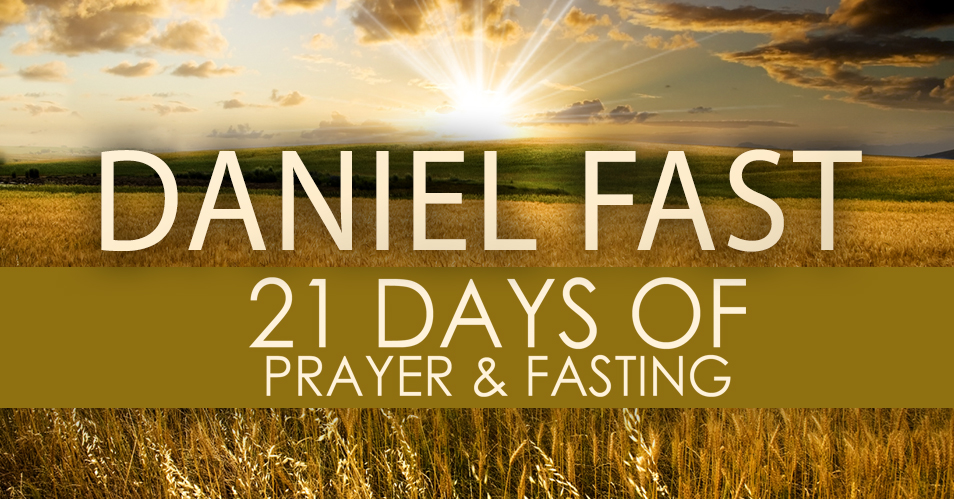 DANIEL FAST
21 DAYS OF
PRAYER & FASTING